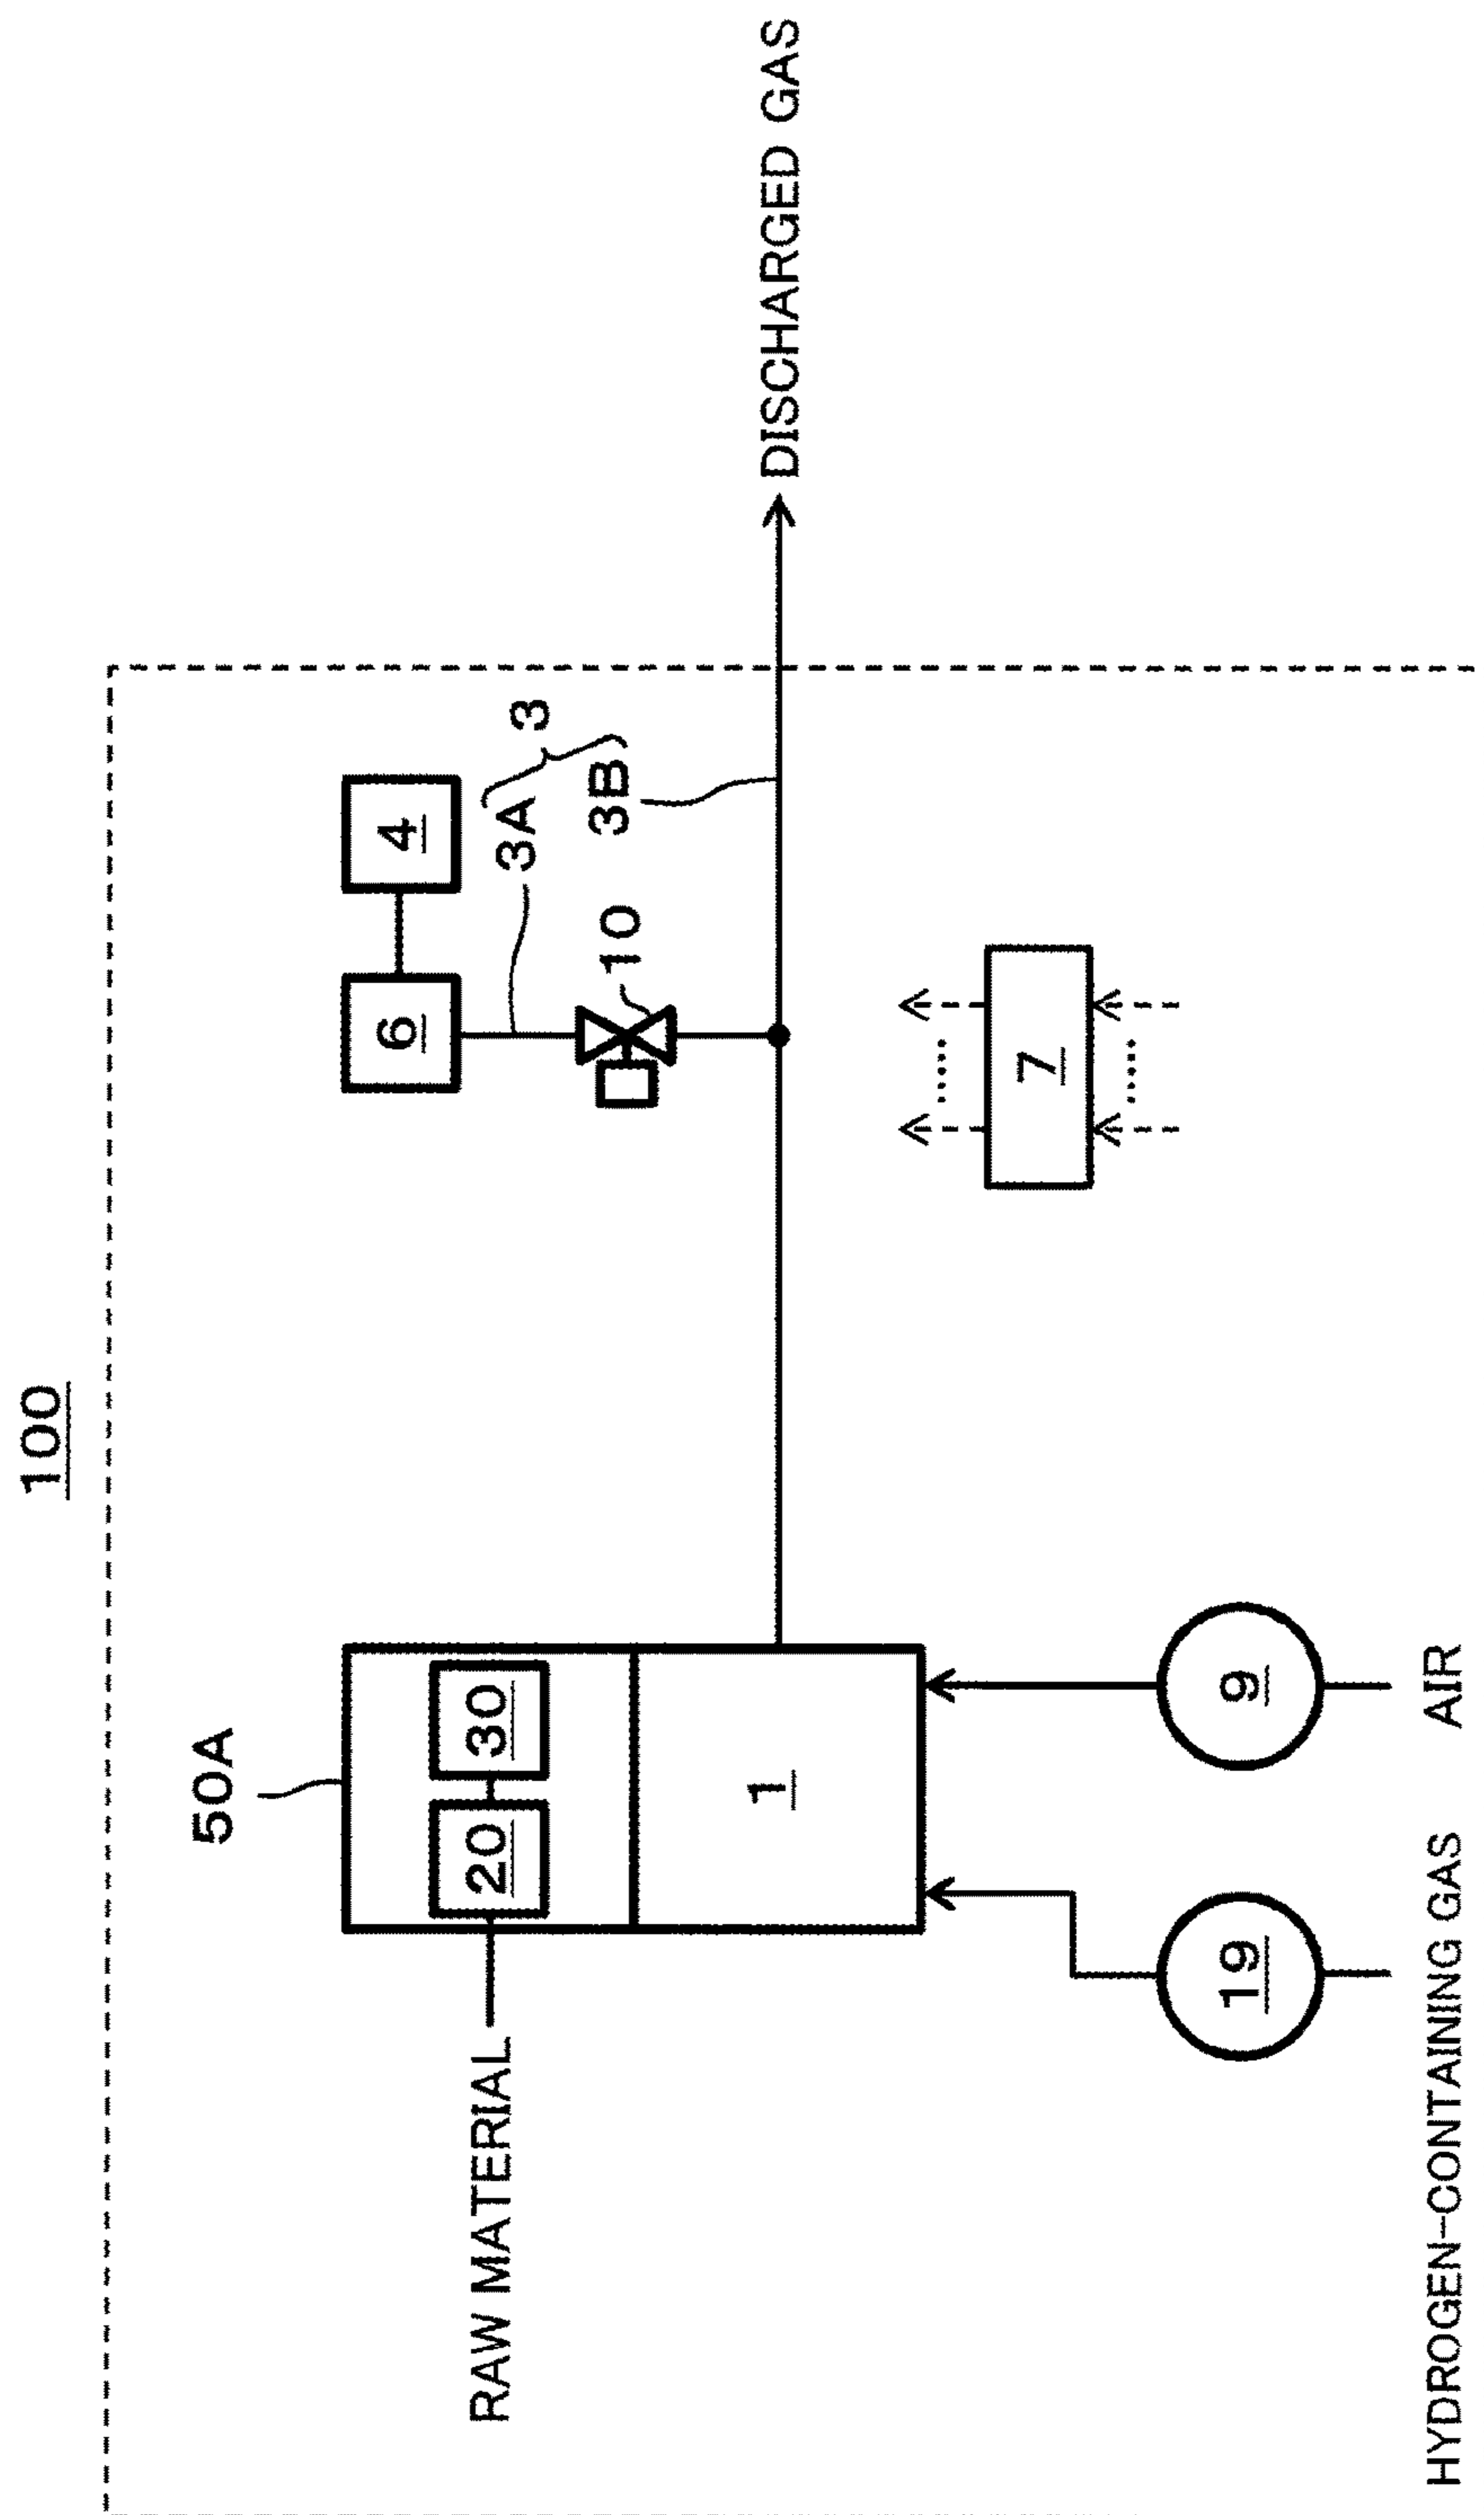 100
50A
RAW MATERIAL
20
30
1
6
4
3A
3
3B
10
DISCHARGED GAS
7
19
9
HYDROGEN-CONTAINING GAS
AIR